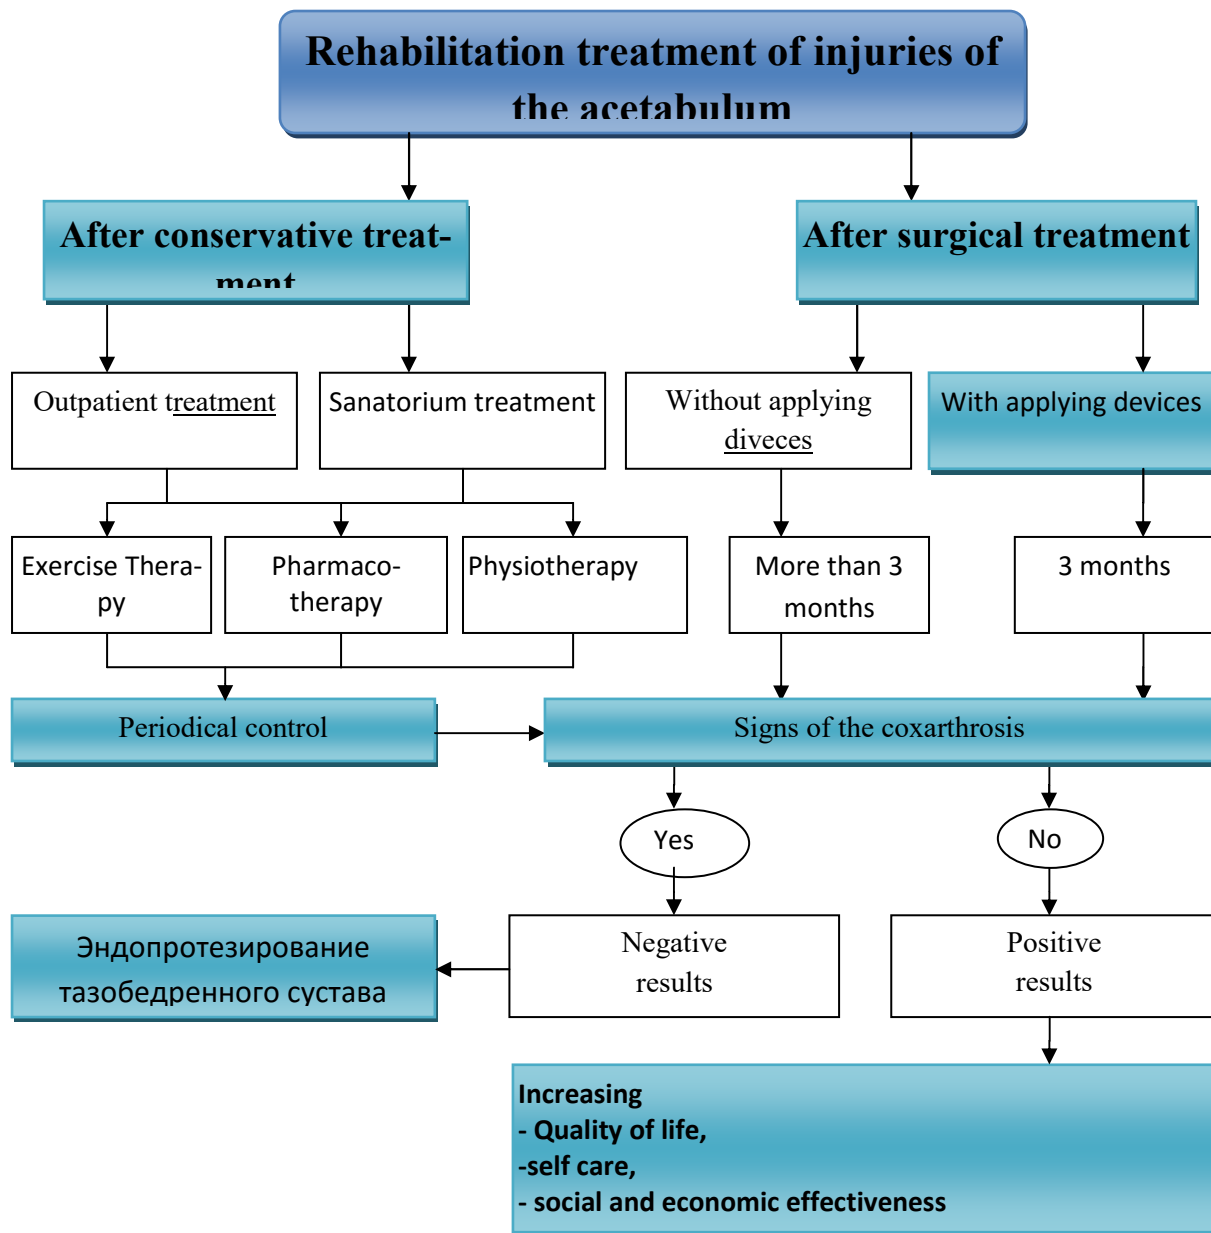 Rehabilitation treatment of injuries of
the acetabulum
After conservative treat-
ment
After surgical treatment
Outpatient treatment
Sanatorium treatment
Without applying
diveces
With applying devices
Exercise Thera-
py
Pharmaco-
therapy
Physiotherapy
More than 3
months
3 months
Periodical control
Signs of the coxarthrosis
Yes
No
Эндопротезирование
тазобедренного сустава
Negative
results
Positive
results
Increasing
- Quality of life,
-self care,
- social and economic effectiveness